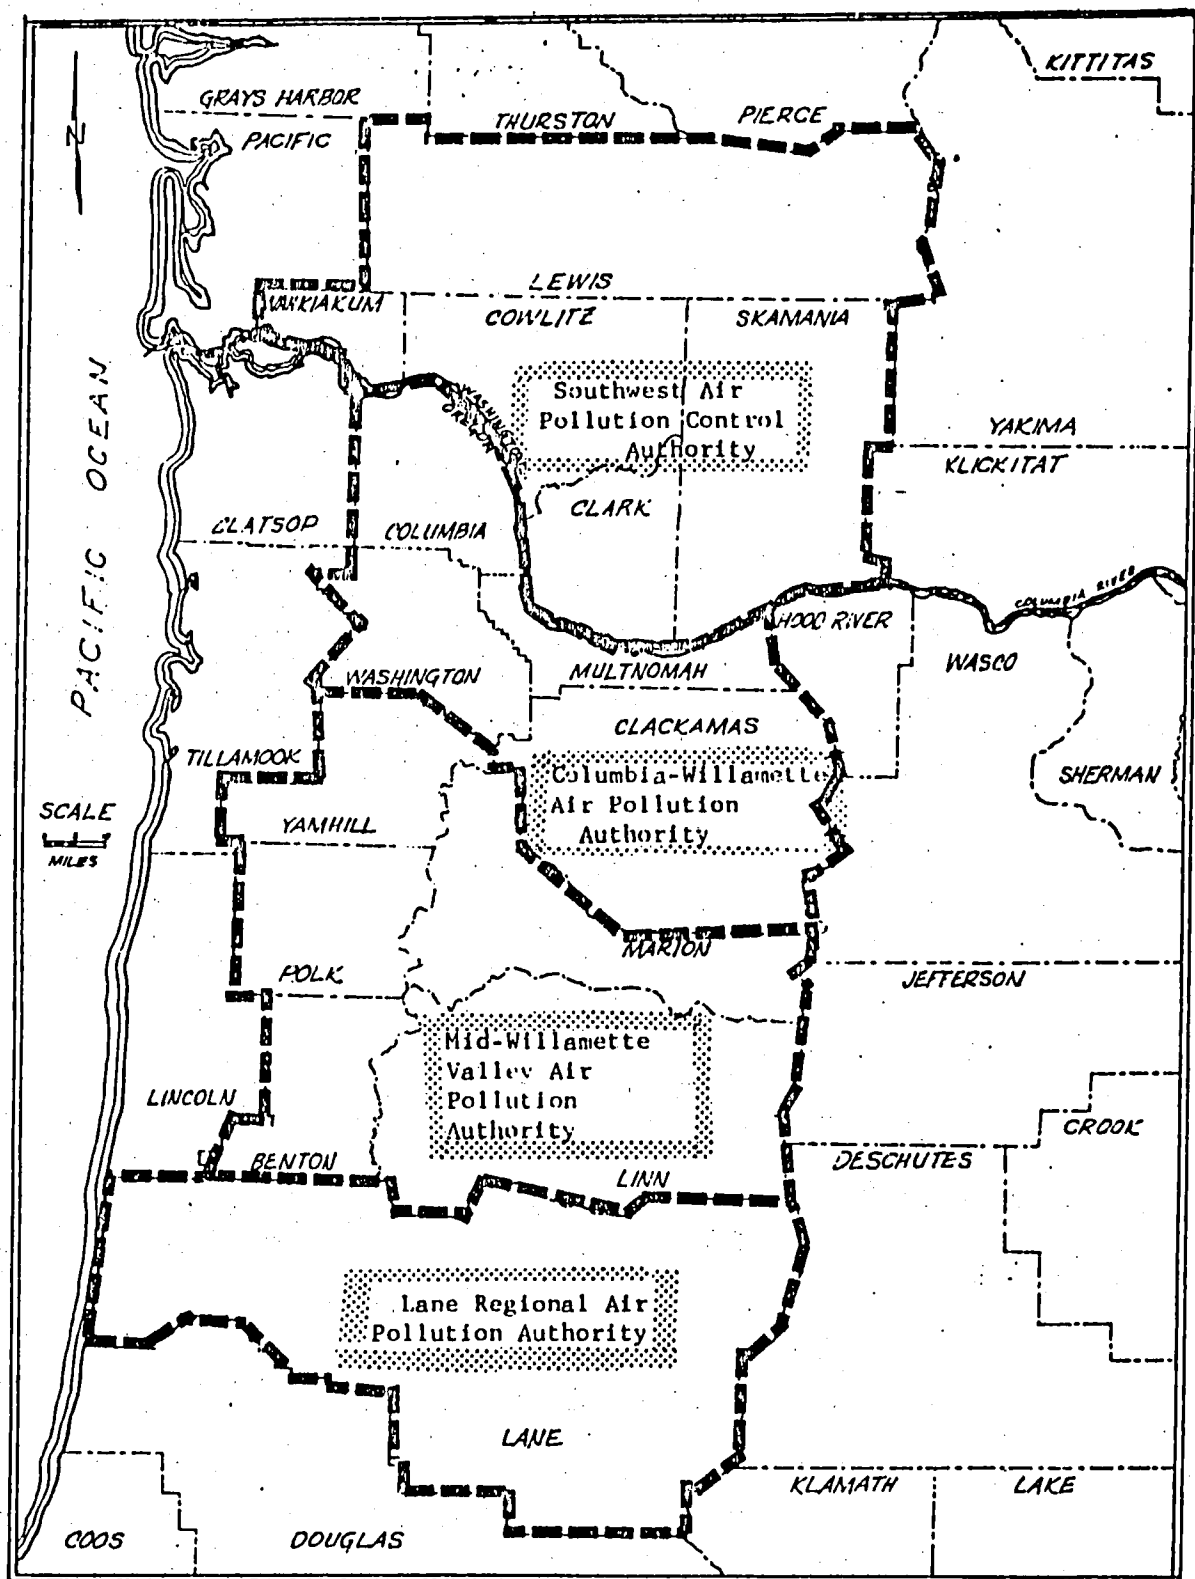 KITTITAS
GRAYS HARBOR
THURSTON
PIERCE
PACIFIC
N
LEWIS
WAHKIAKUM
COWLITZ
SKAMANIA
Southwest Air
Pollution Control
Authority
WASHINGTON
OREGON
YAKIMA
KLICKITAT
CLARK
PACIFIC OCEAN
CLATSOP
COLUMBIA
COLUMBIA RIVER
HOOD RIVER
WASCO
WASHINGTON
MULTNOMAH
CLACKAMAS
TILLAMOOK
SHERMAN
Columbia-Willamette
Air Pollution
Authority
SCALE
MILES
YAMHILL
MARION
POLK
JEFFERSON
Mid-Willamette
Valley Air
Pollution
Authority
LINCOLN
CROOK
BENTON
LINN
DESCHUTES
Lane Regional Air
Pollution Authority
LANE
KLAMATH
LAKE
COOS
DOUGLAS